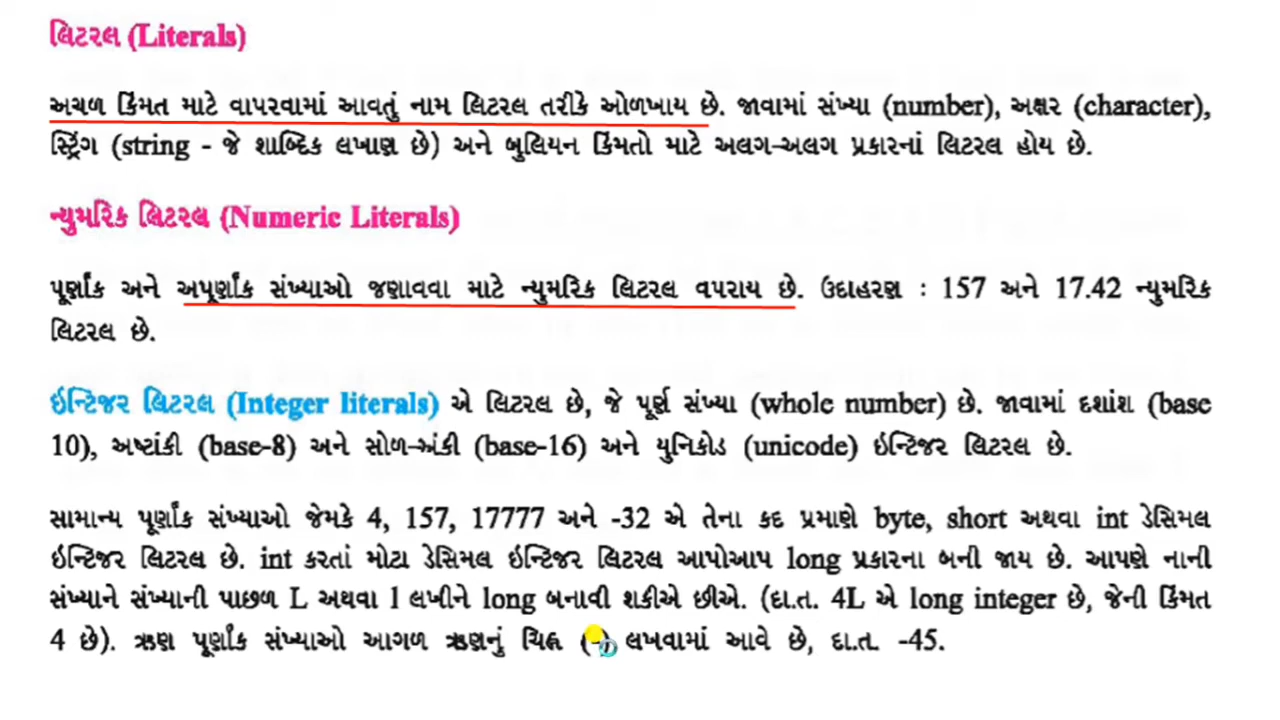 લિટરલ (Literals)
અચળ કિંમત માટે વાપરવામાં આવતું નામ લિટરલ તરીકે ઓળખાય છે. જાવામાં સંખ્યા (number), અક્ષર (character),
સ્ટ્રિંગ (string - જે શાબ્દિક લખાણ છે) અને બુલિયન કિંમતો માટે અલગ-અલગ પ્રકારનાં લિટરલ હોય છે.
ન્યુમરિક લિટરલ (Numeric Literals)
પૂર્ણાંક અને અપૂર્ણાંક સંખ્યાઓ જણાવવા માટે ન્યુમરિક લિટરલ વપરાય છે. ઉદાહરણ : 157 અને 17.42 ન્યુમરિક
લિટરલ છે.
ઇન્ટિજર લિટરલ (Integer literals) એ લિટરલ છે, જે પૂર્ણ સંખ્યા (whole number) છે. જાવામાં દશાંશ (base
10), અષ્ટાંકી (base-8) અને સોળ-અંકી (base-16) અને યુનિકોડ (unicode) ઇન્ટિજર લિટરલ છે.
સામાન્ય પૂર્ણાંક સંખ્યાઓ જેમકે 4, 157, 17777 અને -32 એ તેના કદ પ્રમાણે byte, short અથવા int ડેસિમલ
ઇન્ટિજર લિટરલ છે. int કરતાં મોટા ડેસિમલ ઇન્ટિજર લિટરલ આપોઆપ long પ્રકારના બની જાય છે. આપણે નાની
સંખ્યાને સંખ્યાની પાછળ L અથવા l લખીને long બનાવી શકીએ છીએ. (દા.ત. 4L એ long integer છે, જેની કિંમત
4 છે). ઋણ પૂર્ણાંક સંખ્યાઓ આગળ ઋણનું ચિહ્ન (-) લખવામાં આવે છે, દા.ત. -45.